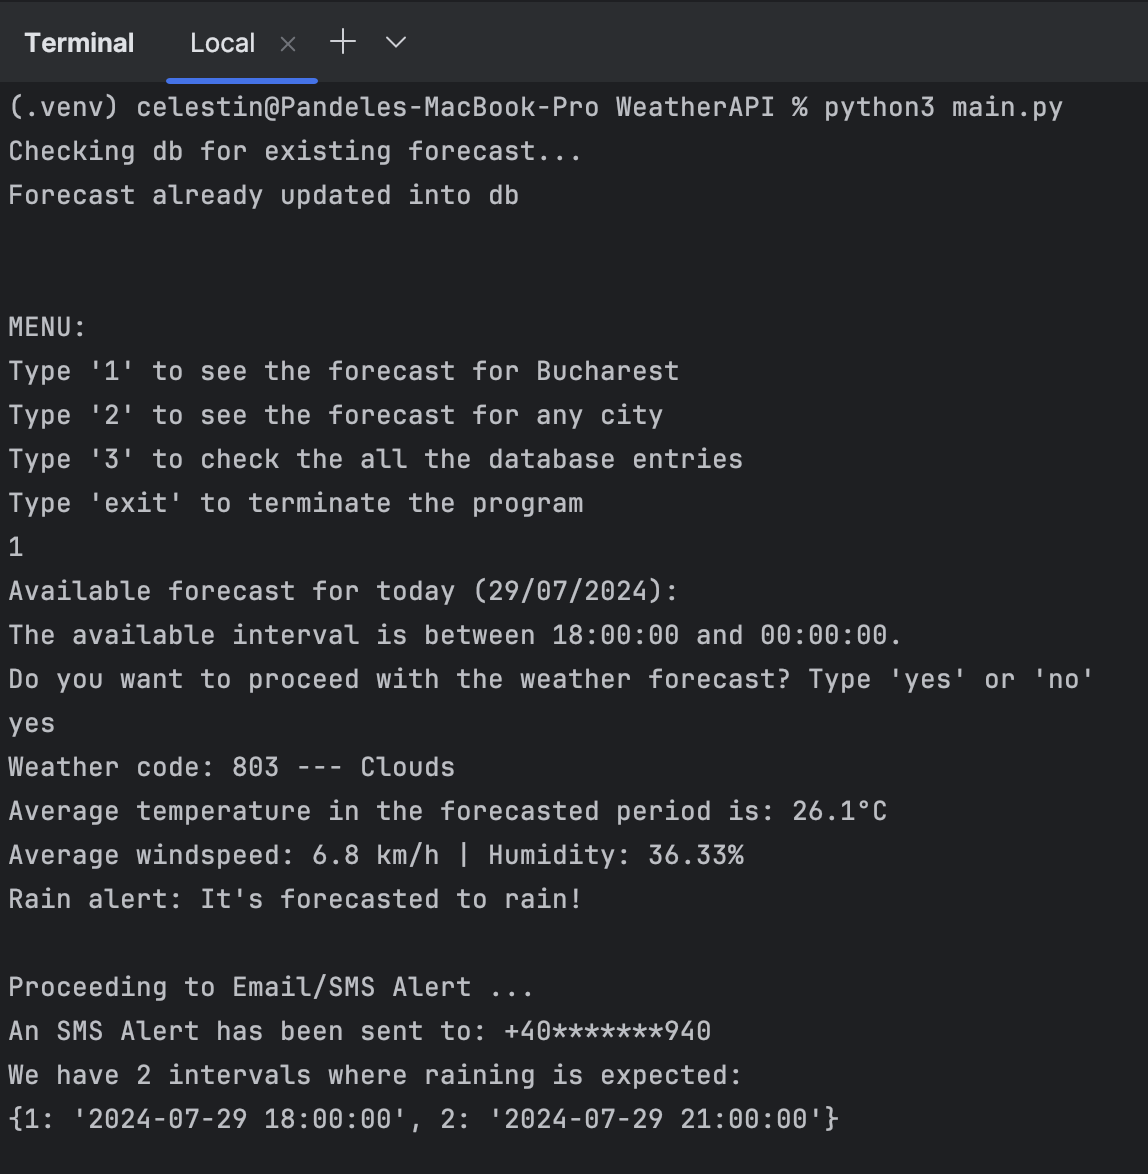 Terminal Local
(.venv) celestin@Pandeles-MacBook-Pro WeatherAPI % python3 main.py
Checking db for existing forecast...
Forecast already updated into db
MENU:
Type '1' to see the forecast for Bucharest
Type '2' to see the forecast for any city
Type '3' to check the all the database entries
Type 'exit' to terminate the program
1
Available forecast for today (29/07/2024):
The available interval is between 18:00:00 and 00:00:00.
Do you want to proceed with the weather forecast? Type 'yes' or 'no'
yes
Weather code: 803 --- Clouds
Average temperature in the forecasted period is: 26.1°C
Average windspeed: 6.8 km/h | Humidity: 36.33%
Rain alert: It's forecasted to rain!
Proceeding to Email/SMS Alert ...
An SMS Alert has been sent to: +40*******940
We have 2 intervals where raining is expected:
{1: '2024-07-29 18:00:00', 2: '2024-07-29 21:00:00'}